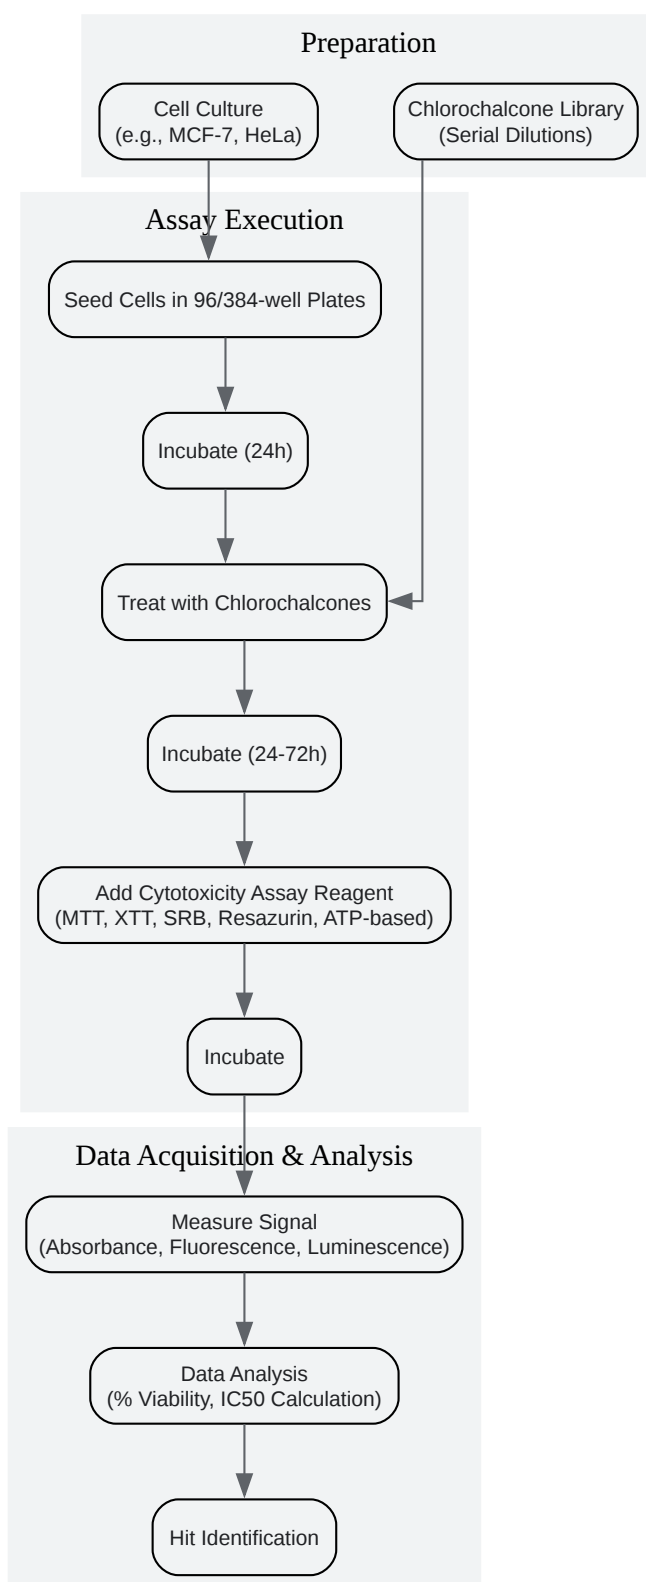 Preparation
Cell Culture
(e.g., MCF-7, HeLa)
Chlorochalcone Library
(Serial Dilutions)
Assay Execution
Seed Cells in 96/384-well Plates
Incubate (24h)
Treat with Chlorochalcones
Incubate (24-72h)
Add Cytotoxicity Assay Reagent
(MTT, XTT, SRB, Resazurin, ATP-based)
Incubate
Data Acquisition & Analysis
Measure Signal
(Absorbance, Fluorescence, Luminescence)
Data Analysis
(% Viability, IC50 Calculation)
Hit Identification